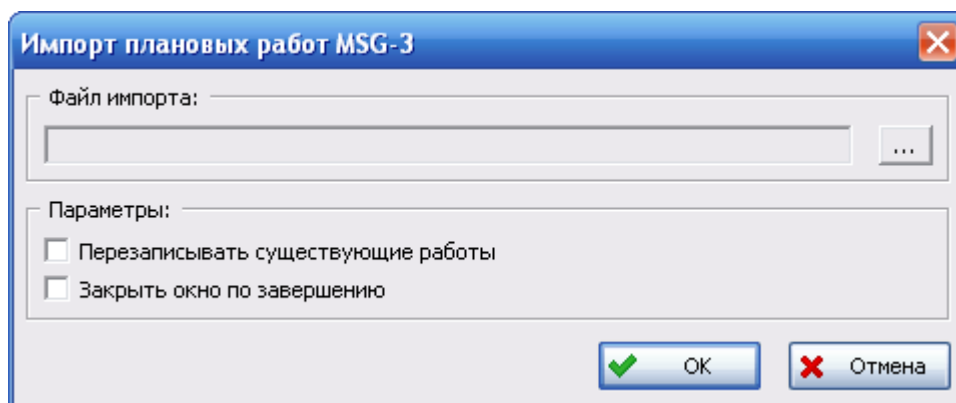 Импорт плановых работ MSG-3
Файл импорта:
...
Параметры:
Перезаписывать существующие работы
Закрыть окно по завершению
OK
Отмена